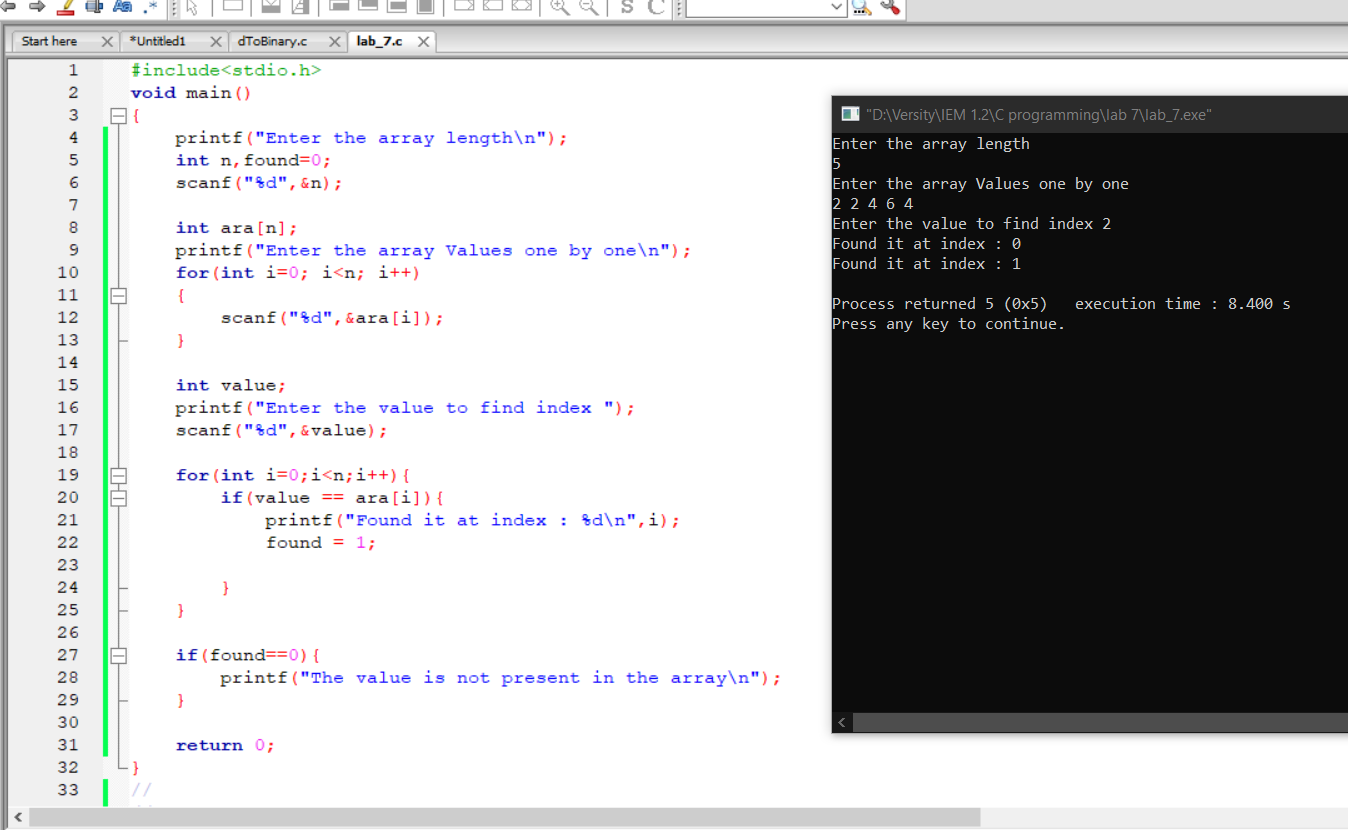 Start here
*Untitled1
dToBinary.c
lab_7.c
1 #include<stdio.h>
2 void main()
3 {
4 printf("Enter the array length\n");
5 int n,found=0;
6 scanf("%d",&n);
7
8 int ara[n];
9 printf("Enter the array Values one by one\n");
10 for(int i=0; i<n; i++)
11 {
12 scanf("%d",&ara[i]);
13 }
14
15 int value;
16 printf("Enter the value to find index ");
17 scanf("%d",&value);
18
19 for(int i=0;i<n;i++){
20 if(value == ara[i]){
21 printf("Found it at index : %d\n",i);
22 found = 1;
23
24 }
25 }
26
27 if(found==0){
28 printf("The value is not present in the array\n");
29 }
30
31 return 0;
32 }
33 //
"D:\Versity\IEM 1.2\C programming\lab 7\lab_7.exe"
Enter the array length
5
Enter the array Values one by one
2 2 4 6 4
Enter the value to find index 2
Found it at index : 0
Found it at index : 1
Process returned 5 (0x5)   execution time : 8.400 s
Press any key to continue.